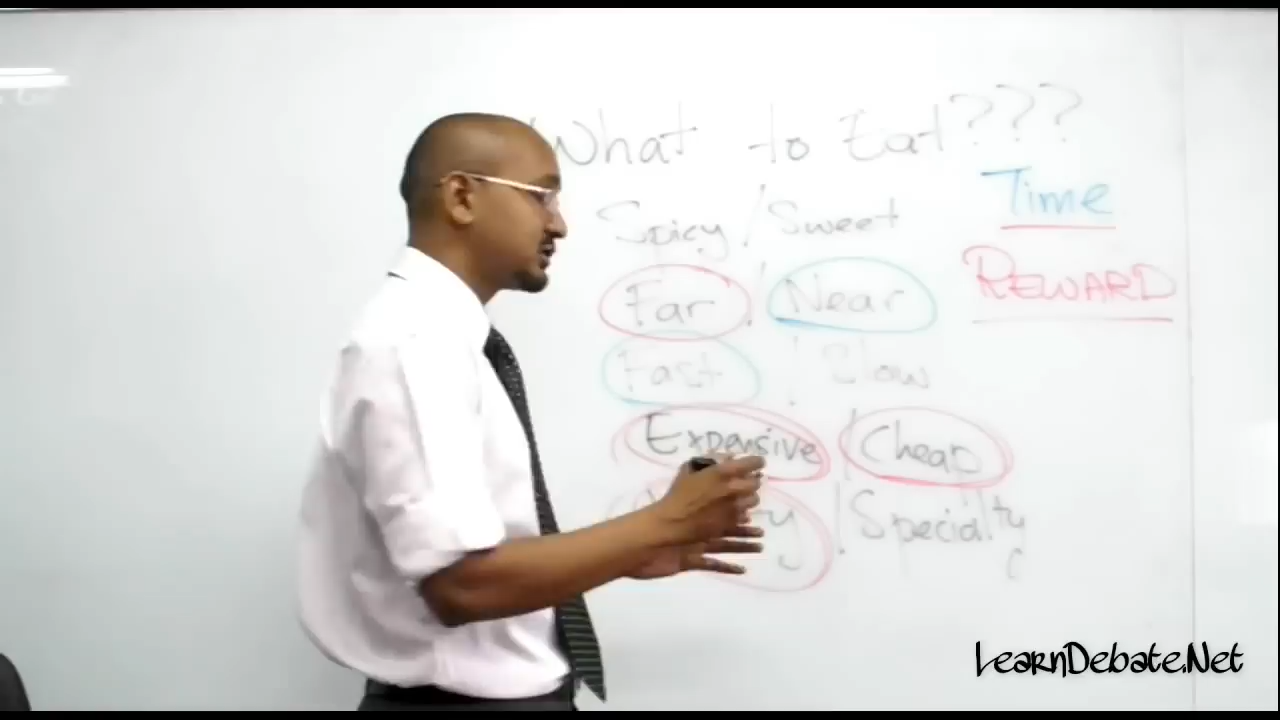 What to Eat???
Time
Spicy / Sweet
REWARD
Far / Near
Fast / Slow
Expensive / Cheap
/ Specialty
LearnDebate.Net